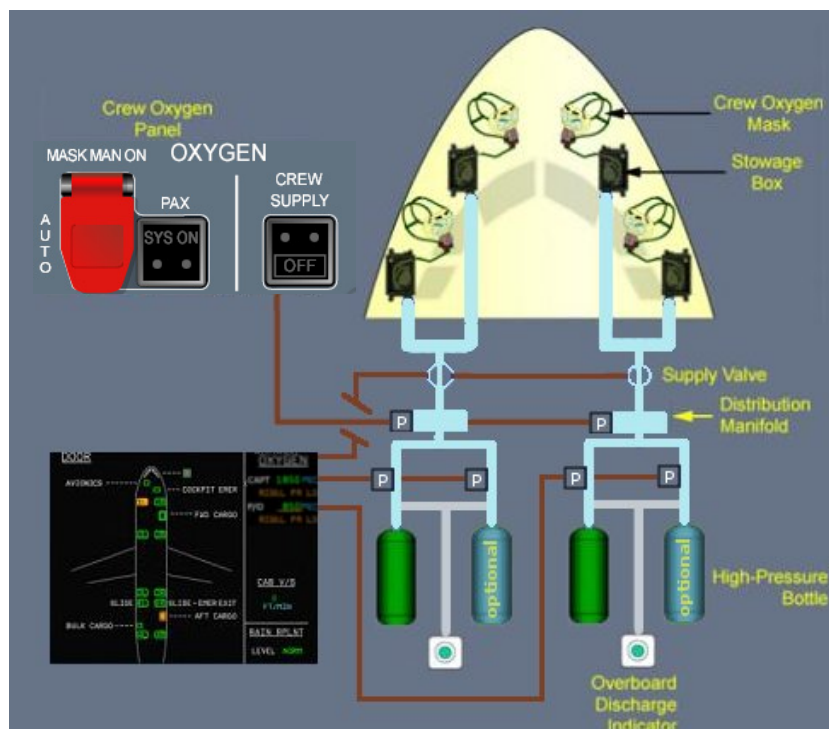 Crew Oxygen
Panel
MASK MAN ON
OXYGEN
AUTO
PAX
SYS ON
CREW
SUPPLY
OFF
Crew Oxygen
Mask
Stowage
Box
Supply Valve
Distribution
Manifold
P
P
P
P
P
P
DOOR
OXYGEN
AVIONICS
COCKPIT EMER
FWD CARGO
CAPT
F/O
CAB V/S
FT/MIN
SLIDE
SLIDE-EMER EXIT
AFT CARGO
BULK CARGO
RAIN RPLNT
LEVEL NORM
optional
optional
High-Pressure
Bottle
Overboard
Discharge
Indicator